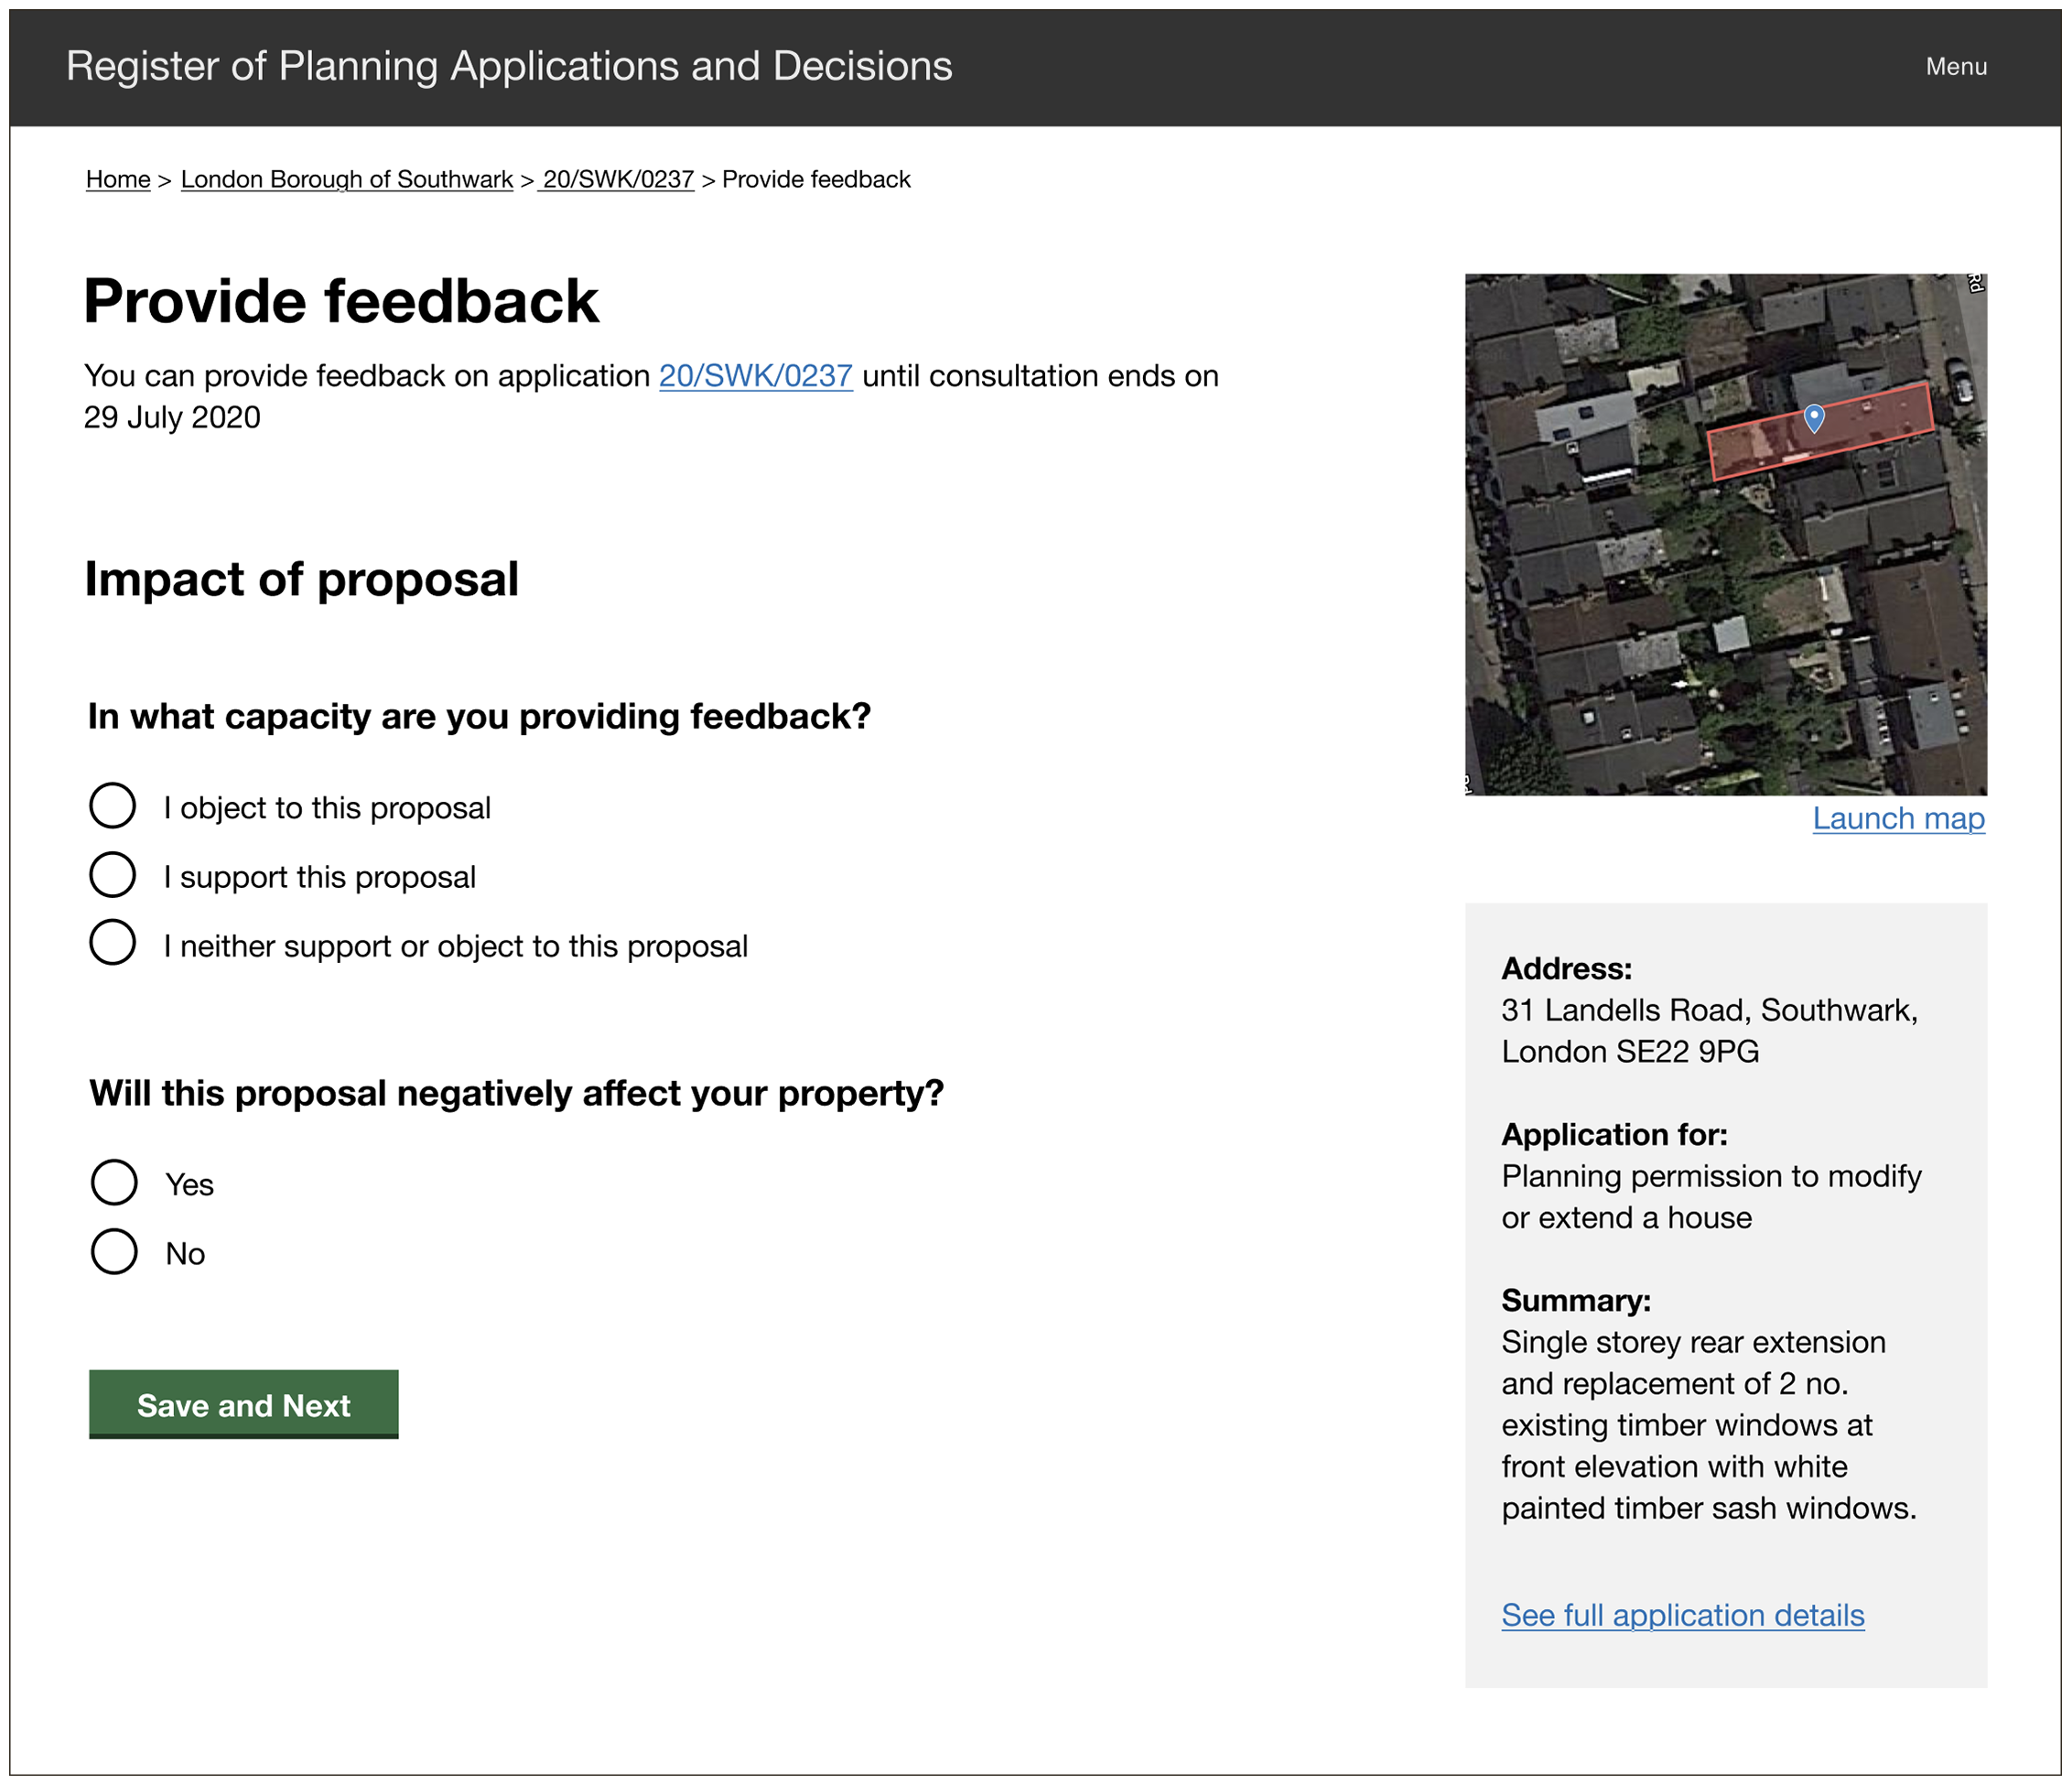 Register of Planning Applications and Decisions
Menu
Home > London Borough of Southwark > 20/SWK/0237 > Provide feedback
Provide feedback
You can provide feedback on application 20/SWK/0237 until consultation ends on
29 July 2020
Impact of proposal
In what capacity are you providing feedback?
I object to this proposal
I support this proposal
I neither support or object to this proposal
Will this proposal negatively affect your property?
Yes
No
Save and Next
Rd
Launch map
Address:
31 Landells Road, Southwark,
London SE22 9PG
Application for:
Planning permission to modify
or extend a house
Summary:
Single storey rear extension
and replacement of 2 no.
existing timber windows at
front elevation with white
painted timber sash windows.
See full application details